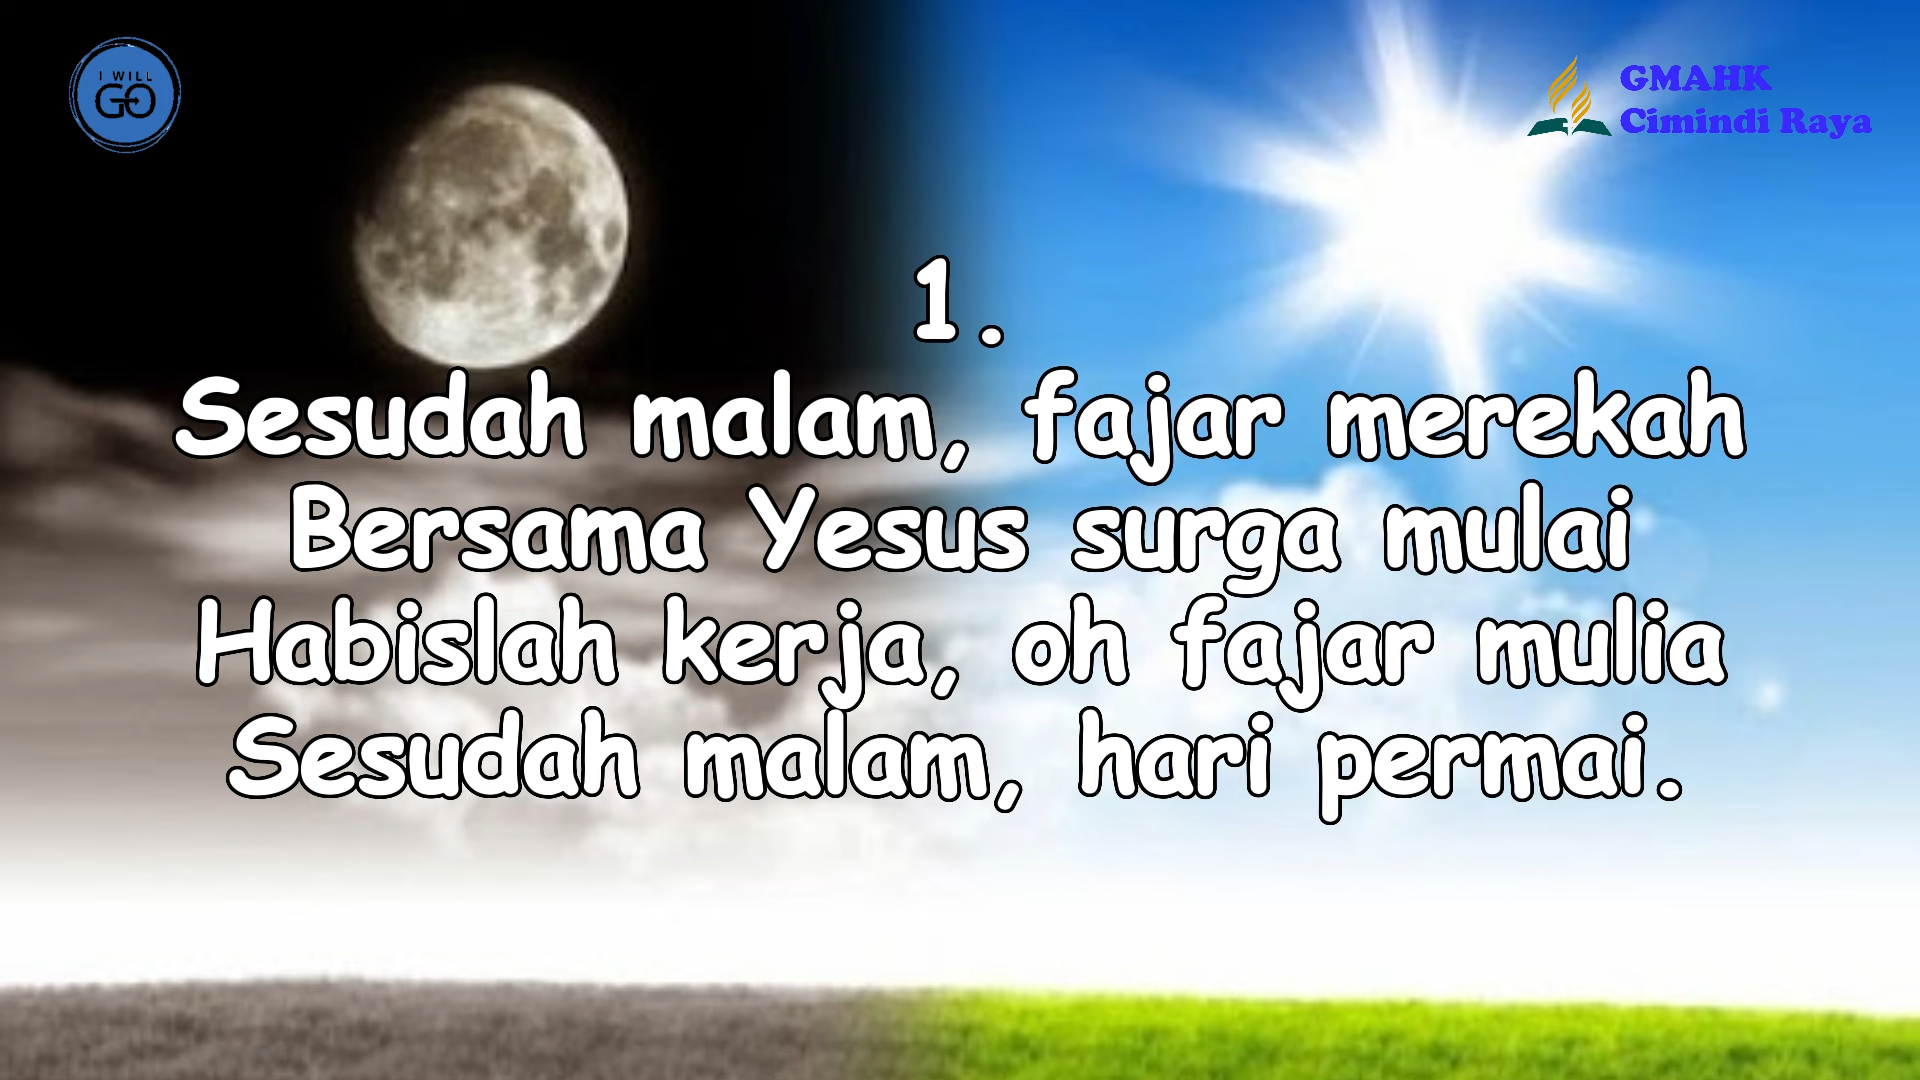 I WILL
GO
GMAHK
Cimindi Raya
1.
Sesudah malam, fajar merekah
Bersama Yesus surga mulai
Habislah kerja, oh fajar mulia
Sesudah malam, hari permai.